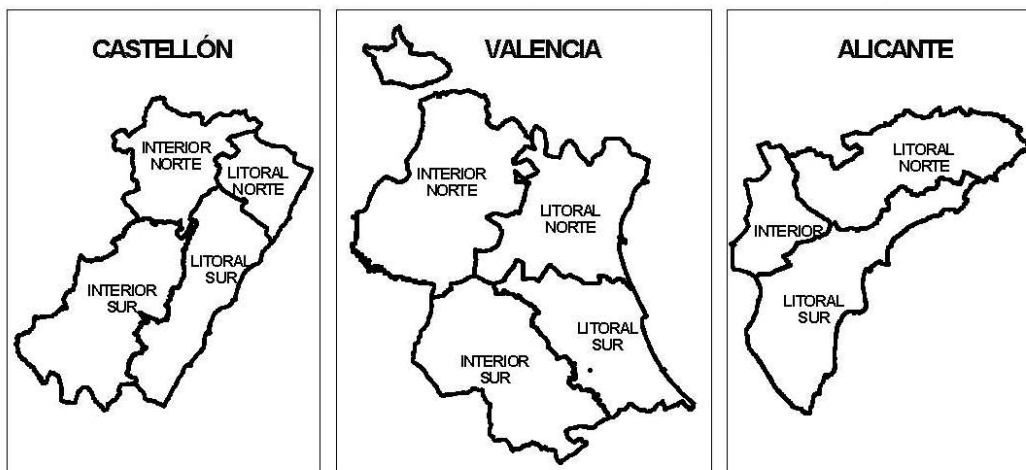 CASTELLÓN
INTERIOR
NORTE
LITORAL
NORTE
LITORAL
SUR
INTERIOR
SUR
VALENCIA
INTERIOR
NORTE
LITORAL
NORTE
LITORAL
SUR
INTERIOR
SUR
ALICANTE
LITORAL
NORTE
INTERIOR
LITORAL
SUR